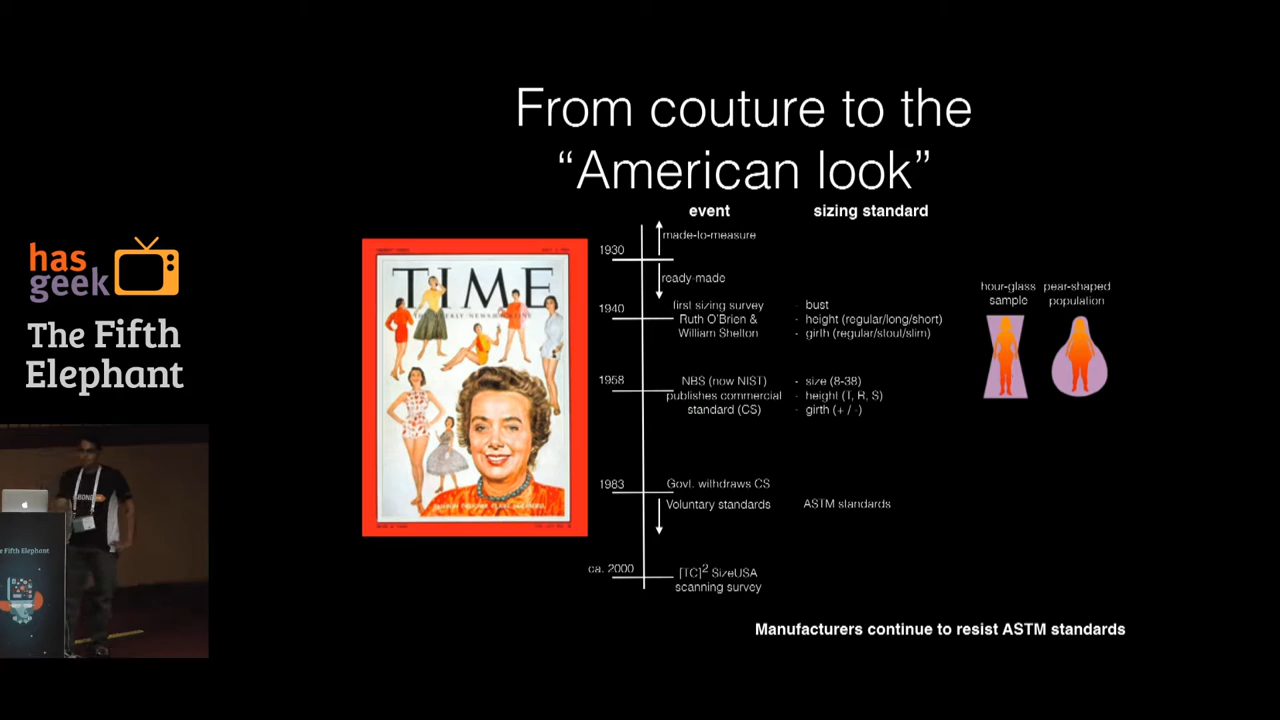 From couture to the
“American look”
event
sizing standard
made-to-measure
1930
ready-made
1940
first sizing survey
Ruth O'Brien &
William Shelton
- bust
- height (regular/long/short)
- girth (regular/stout/slim)
hour-glass
sample
pear-shaped
population
1958
NBS (now NIST)
publishes commercial
standard (CS)
- size (8-38)
- height (T, R, S)
- girth (+ / -)
1983
Govt. withdraws CS
Voluntary standards
ASTM standards
ca. 2000
[TC]2 SizeUSA
scanning survey
Manufacturers continue to resist ASTM standards
TIME
has
geek
The Fifth
Elephant